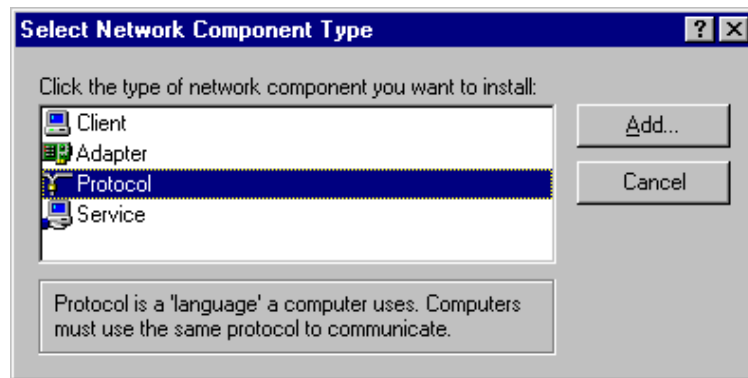 Select Network Component Type
Click the type of network component you want to install:
Client
Adapter
Protocol
Service
Add...
Cancel
Protocol is a 'language' a computer uses. Computers
must use the same protocol to communicate.